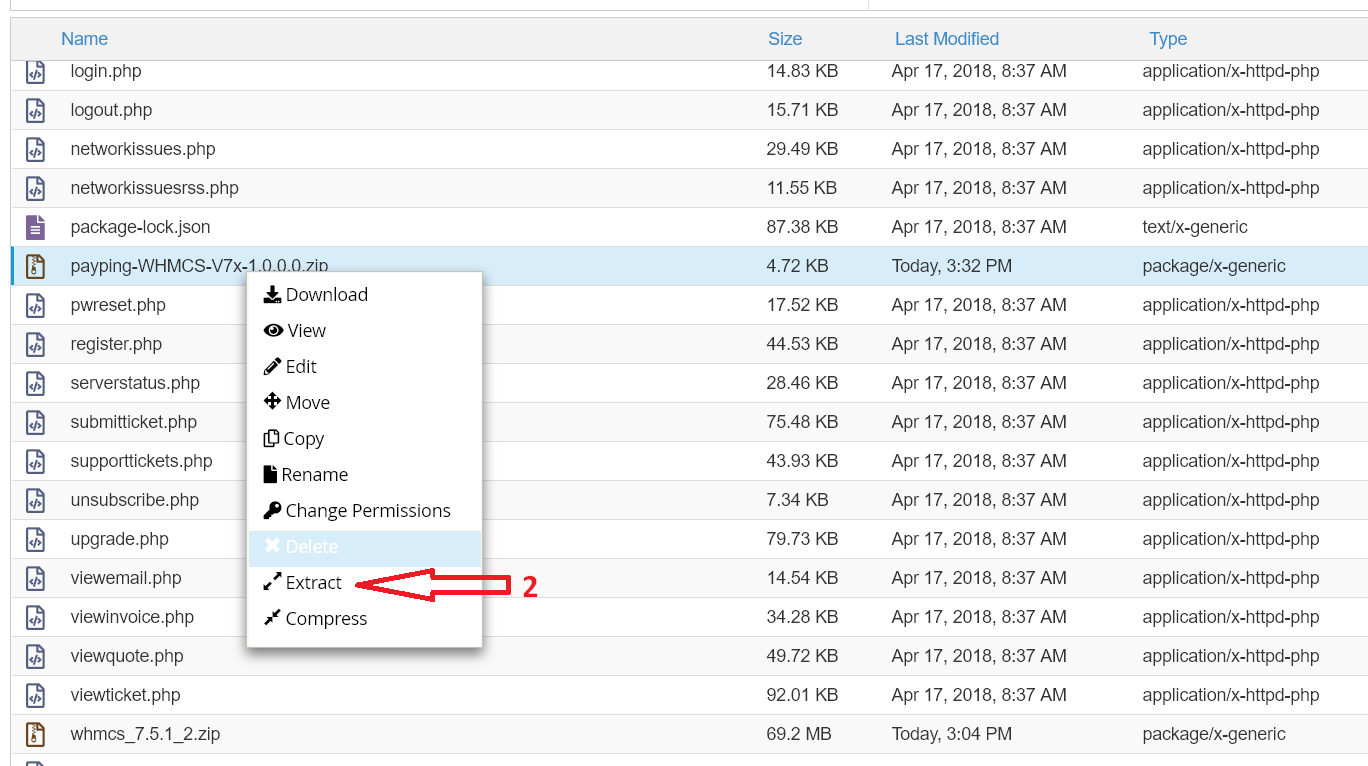 Name Size Last Modified Type
login.php 14.83 KB Apr 17, 2018, 8:37 AM application/x-httpd-php
logout.php 15.71 KB Apr 17, 2018, 8:37 AM application/x-httpd-php
networkissues.php 29.49 KB Apr 17, 2018, 8:37 AM application/x-httpd-php
networkissuesrss.php 11.55 KB Apr 17, 2018, 8:37 AM application/x-httpd-php
package-lock.json 87.38 KB Apr 17, 2018, 8:37 AM text/x-generic
payping-WHMCS-V7x-1.0.0.0.zip 4.72 KB Today, 3:32 PM package/x-generic
pwreset.php 17.52 KB Apr 17, 2018, 8:37 AM application/x-httpd-php
register.php 44.53 KB Apr 17, 2018, 8:37 AM application/x-httpd-php
serverstatus.php 28.46 KB Apr 17, 2018, 8:37 AM application/x-httpd-php
submitticket.php 75.48 KB Apr 17, 2018, 8:37 AM application/x-httpd-php
supporttickets.php 43.93 KB Apr 17, 2018, 8:37 AM application/x-httpd-php
unsubscribe.php 7.34 KB Apr 17, 2018, 8:37 AM application/x-httpd-php
upgrade.php 79.73 KB Apr 17, 2018, 8:37 AM application/x-httpd-php
viewemail.php 14.54 KB Apr 17, 2018, 8:37 AM application/x-httpd-php
viewinvoice.php 34.28 KB Apr 17, 2018, 8:37 AM application/x-httpd-php
viewquote.php 49.72 KB Apr 17, 2018, 8:37 AM application/x-httpd-php
viewticket.php 92.01 KB Apr 17, 2018, 8:37 AM application/x-httpd-php
whmcs_7.5.1_2.zip 69.2 MB Today, 3:04 PM package/x-generic
Download
View
Edit
Move
Copy
Rename
Change Permissions
Delete
Extract 2
Compress